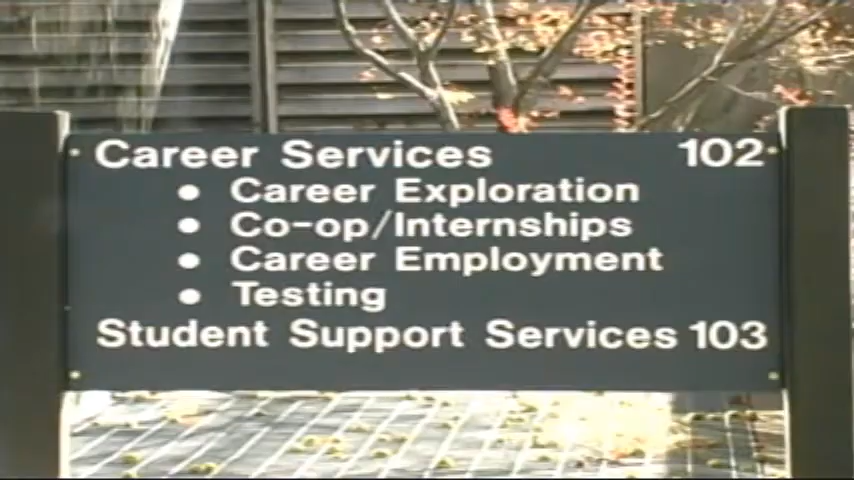 Career Services 102
• Career Exploration
• Co-op/Internships
• Career Employment
• Testing
Student Support Services 103